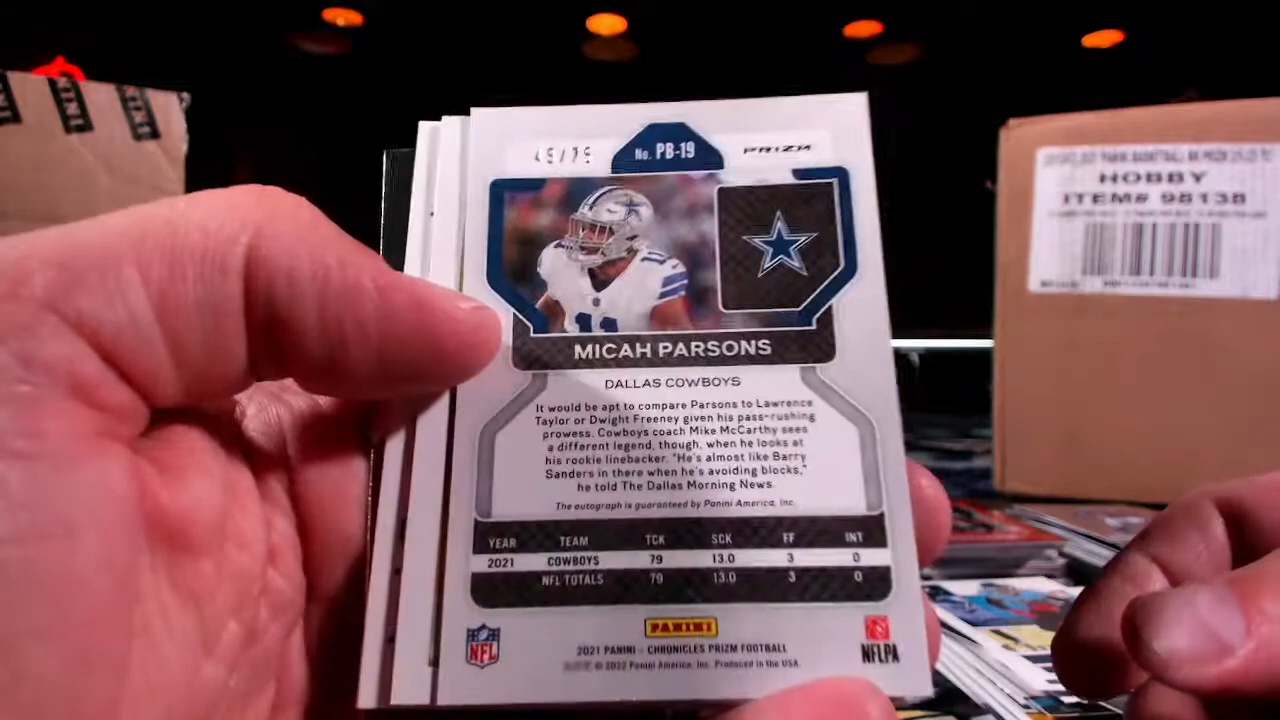 No. PB-19
PRIZM
11
MICAH PARSONS
DALLAS COWBOYS
It would be apt to compare Parsons to Lawrence
Taylor or Dwight Freeney given his pass-rushing
prowess. Cowboys coach Mike McCarthy sees
a different legend, though, when he looks at
his rookie linebacker. "He's almost like Barry
Sanders in there when he's avoiding blocks,"
he told The Dallas Morning News.
The autograph is guaranteed by Panini America, Inc.
YEAR TEAM TCK SCK FF INT
2021 COWBOYS 79 13.0 3 0
NFL TOTALS 79 13.0 3 0
NFL
PANINI
NFLPA
2021 PANINI - CHRONICLES PRIZM FOOTBALL
© 2022 Panini America, Inc. Produced in the USA.
HOBBY
ITEM# 98138